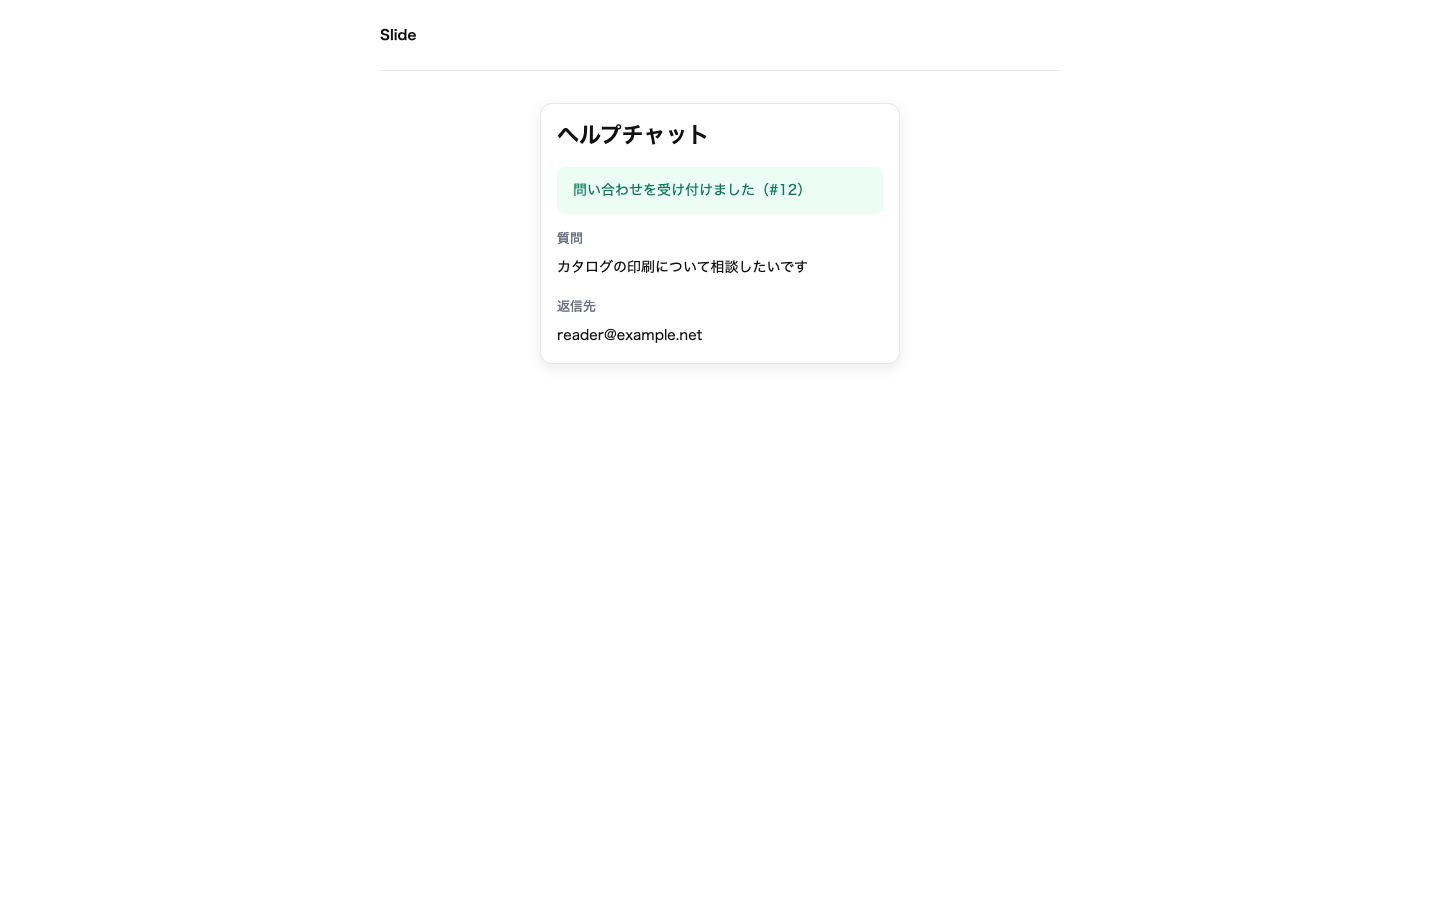 Slide
ヘルプチャット
問い合わせを受け付けました（#12）
質問
カタログの印刷について相談したいです
返信先
reader@example.net